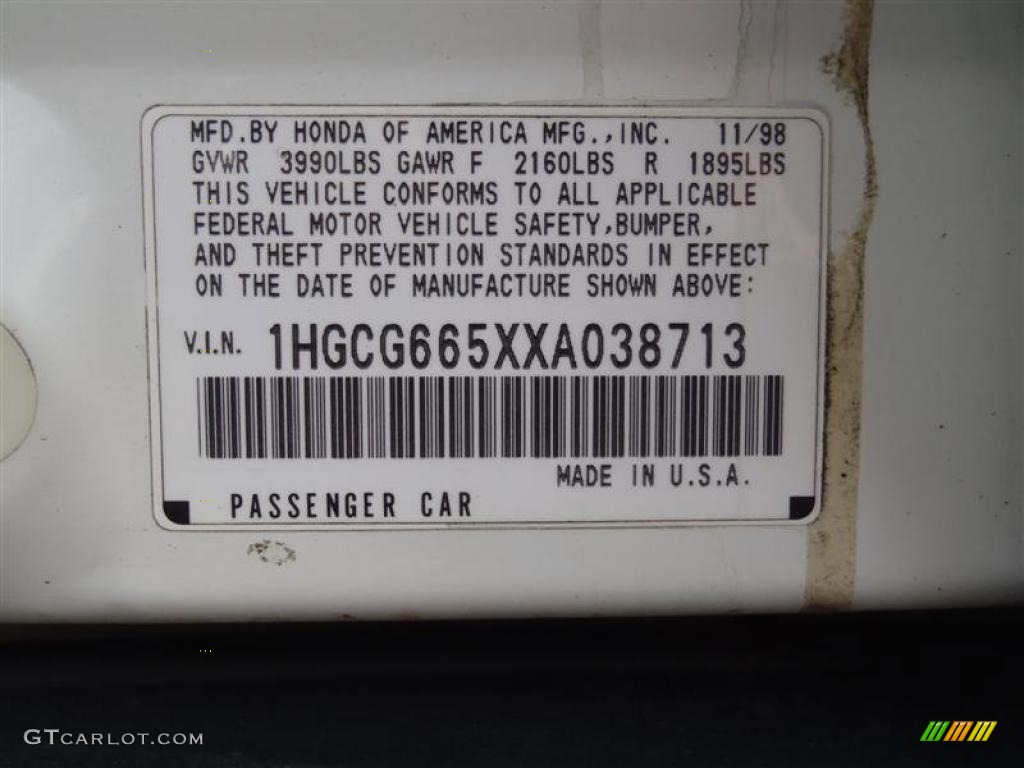 MFD.BY HONDA OF AMERICA MFG.,INC. 11/98
GVWR 3990LBS GAWR F 2160LBS R 1895LBS
THIS VEHICLE CONFORMS TO ALL APPLICABLE
FEDERAL MOTOR VEHICLE SAFETY,BUMPER,
AND THEFT PREVENTION STANDARDS IN EFFECT
ON THE DATE OF MANUFACTURE SHOWN ABOVE:
V.I.N. 1HGCG665XXA038713
MADE IN U.S.A.
PASSENGER CAR
GTCARLOT.COM